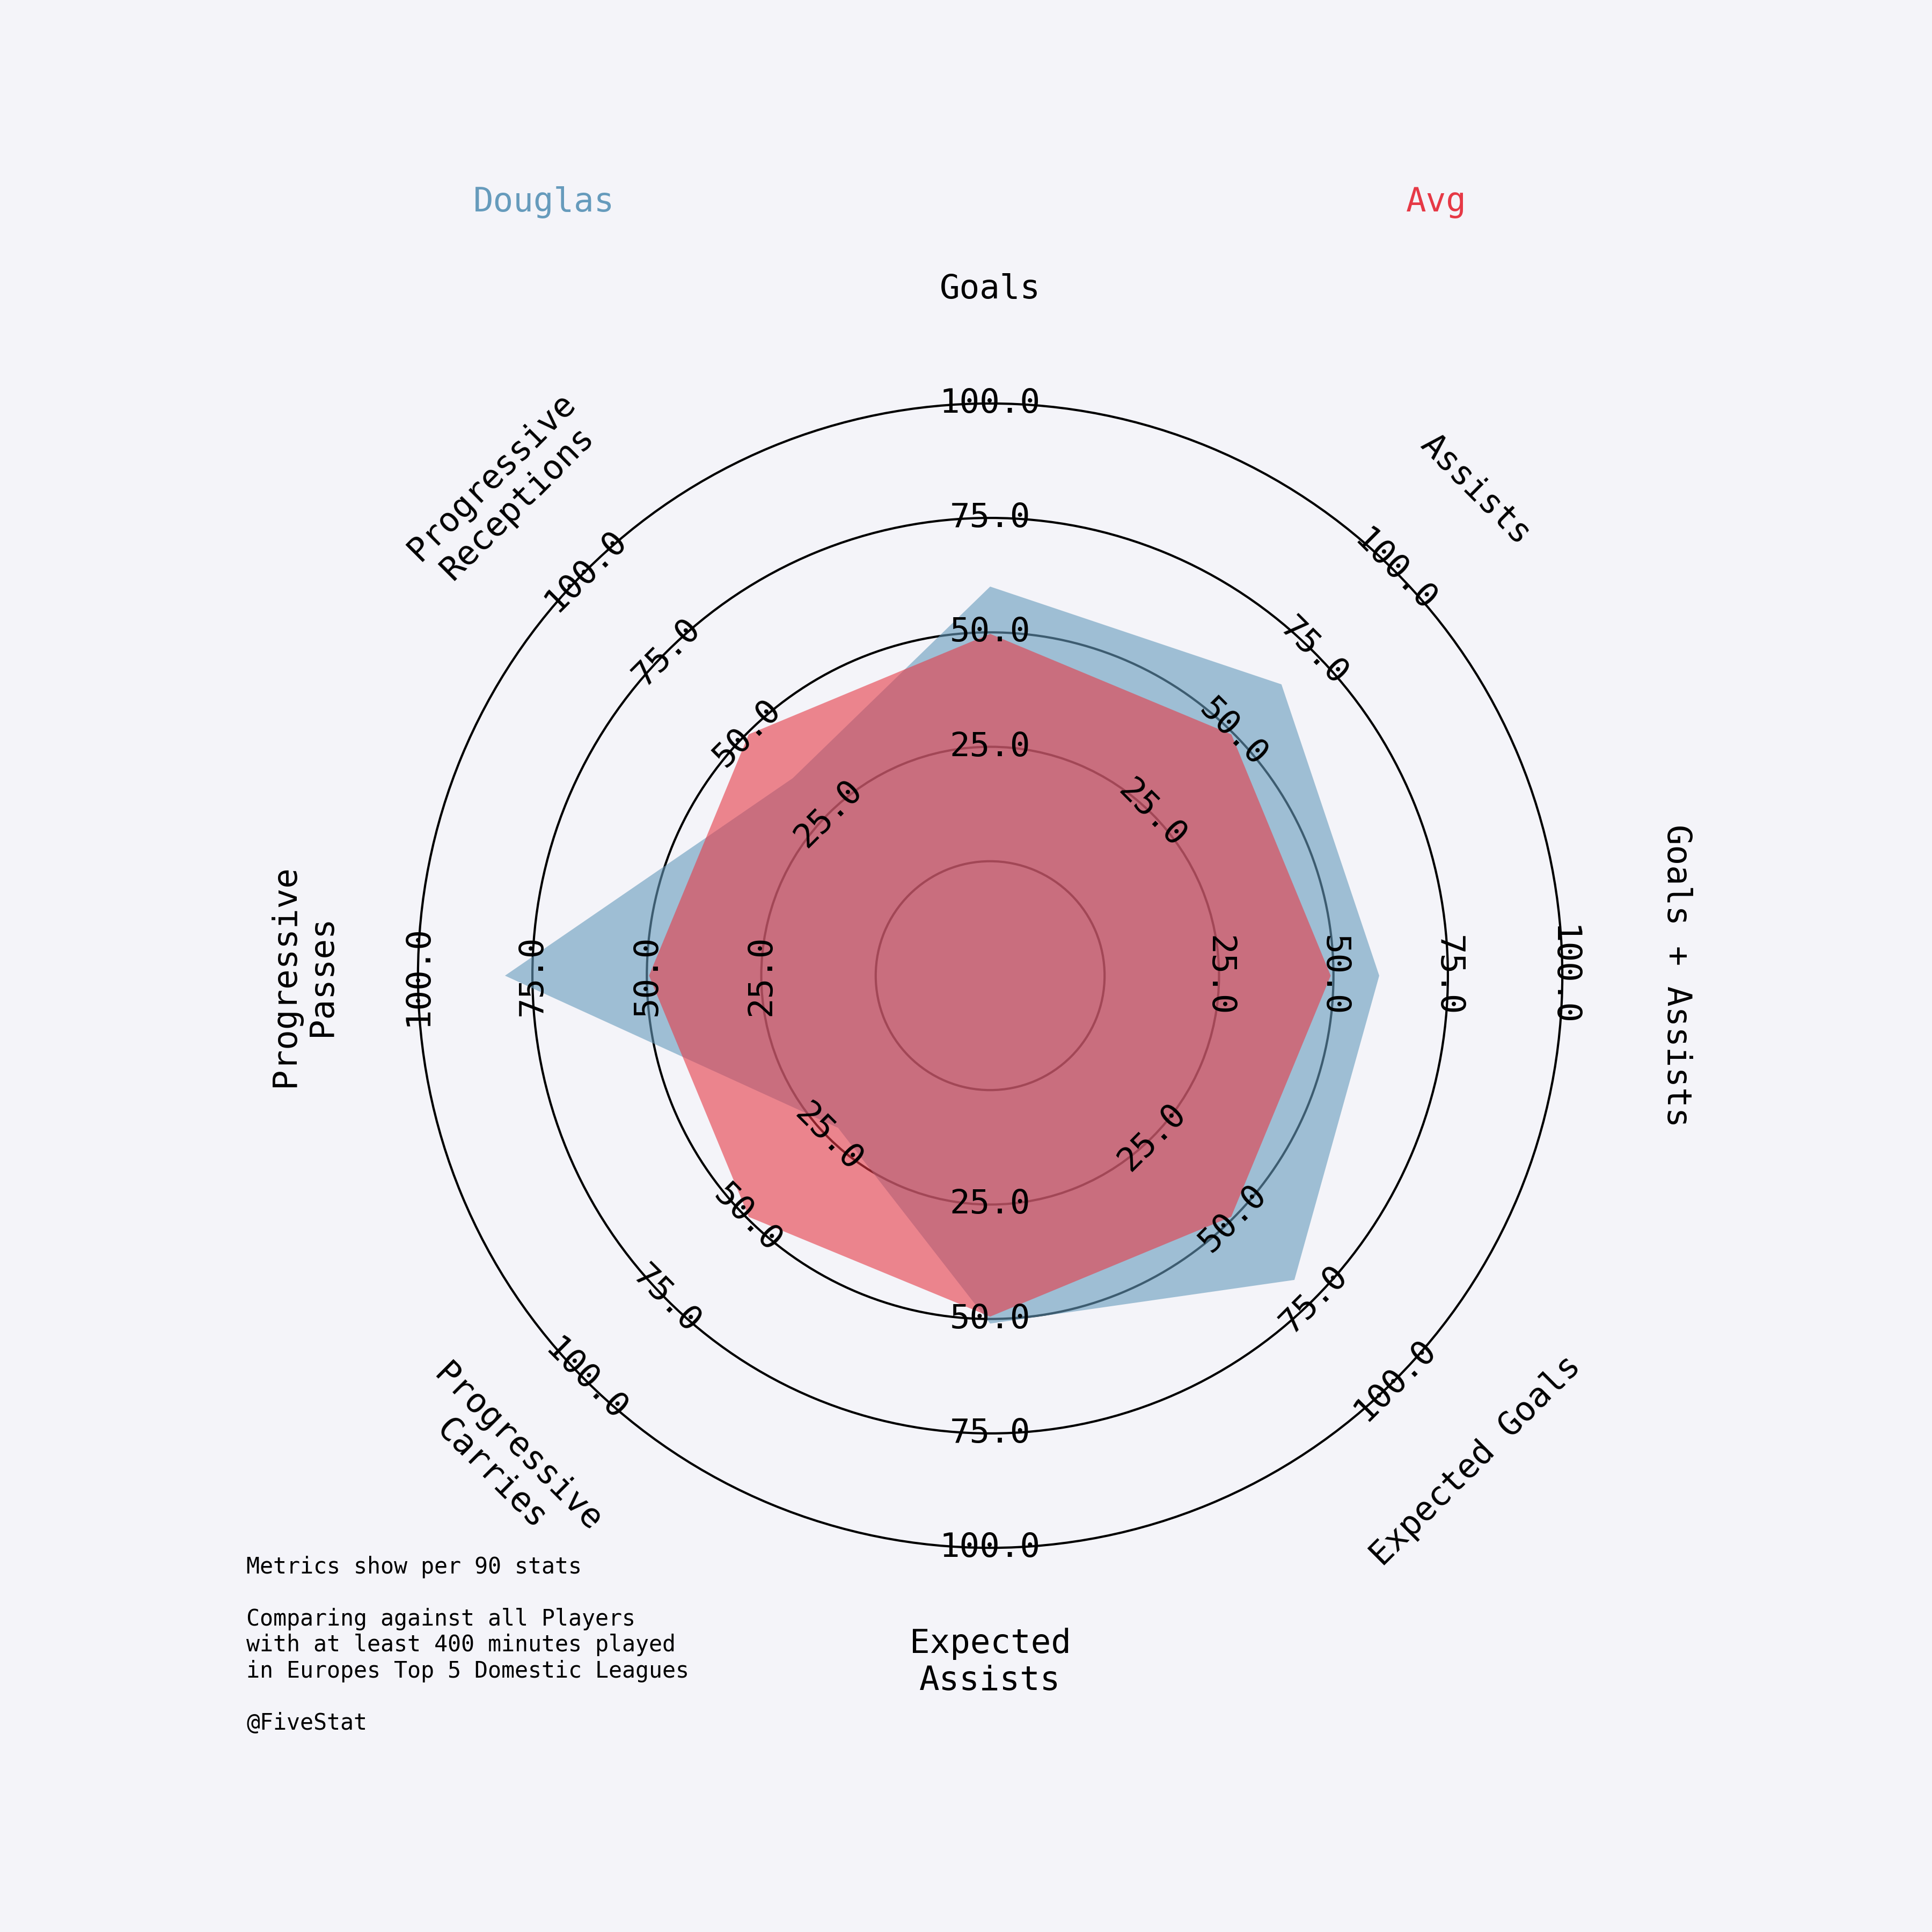 Douglas
Avg
Goals
Assists
Goals + Assists
Expected Goals
Expected
Assists
Progressive
Carries
Progressive
Passes
Progressive
Receptions
100.0
75.0
50.0
25.0
100.0
75.0
50.0
25.0
100.0
75.0
50.0
25.0
100.0
75.0
50.0
25.0
25.0
50.0
75.0
100.0
25.0
50.0
75.0
100.0
100.0
75.0
50.0
25.0
100.0
75.0
50.0
25.0
Metrics show per 90 stats
Comparing against all Players
with at least 400 minutes played
in Europes Top 5 Domestic Leagues
@FiveStat